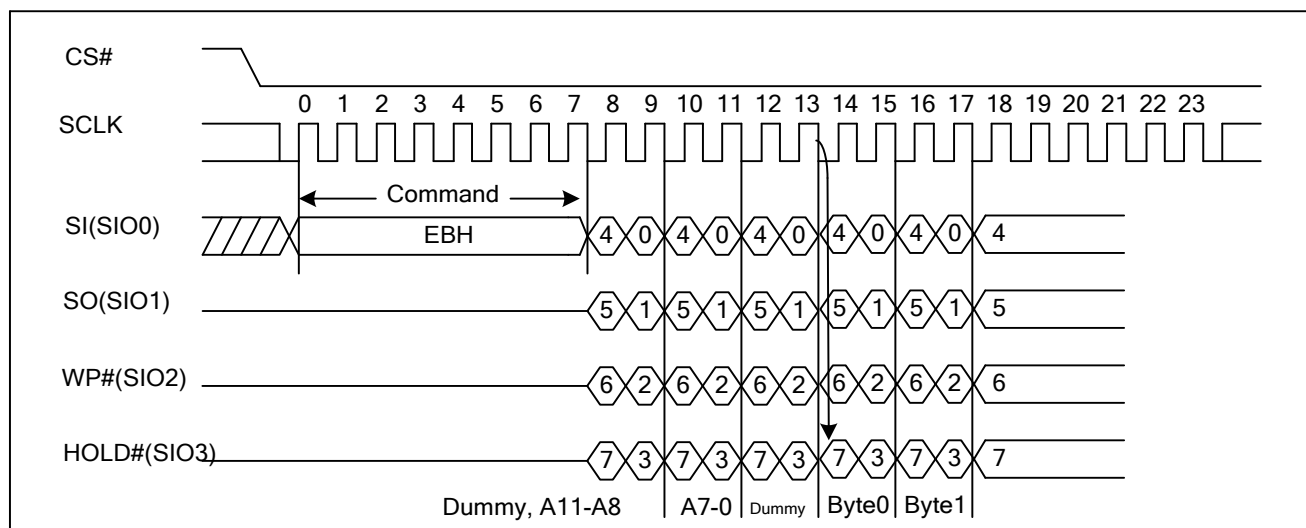 CS#
0 1 2 3 4 5 6 7 8 9 10 11 12 13 14 15 16 17 18 19 20 21 22 23
SCLK
Command
SI(SIO0) EBH 4 0 4 0 4 0 4 0 4 0 4
SO(SIO1) 5 1 5 1 5 1 5 1 5 1 5
WP#(SIO2) 6 2 6 2 6 2 6 2 6 2 6
HOLD#(SIO3) 7 3 7 3 7 3 7 3 7 3 7
Dummy, A11-A8 A7-0 Dummy Byte0 Byte1